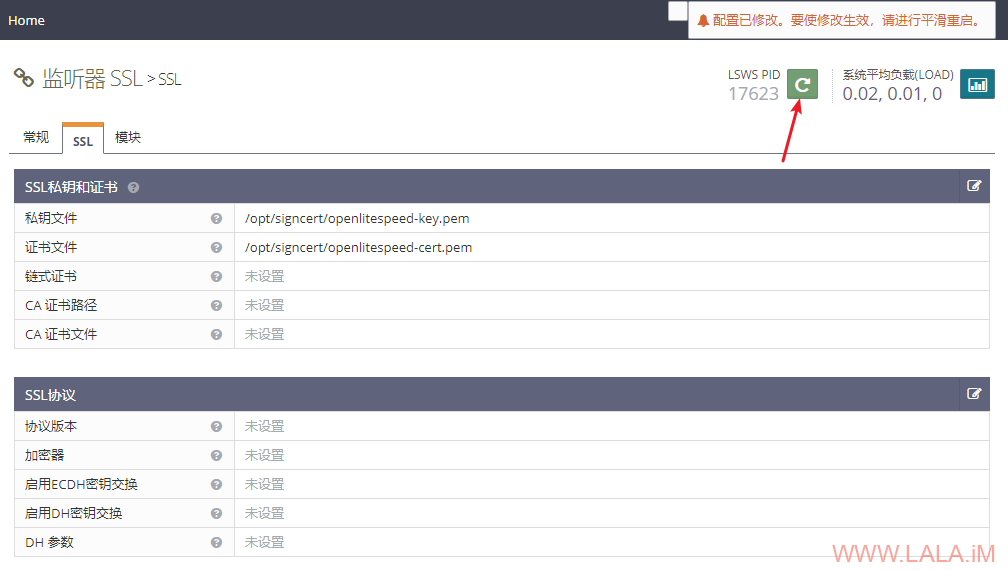 Home
配置已修改。要使修改生效，请进行平滑重启。
监听器 SSL > SSL
LSWS PID
17623
系统平均负载(LOAD)
0.02, 0.01, 0
常规 SSL 模块
SSL私钥和证书
私钥文件 /opt/signcert/openlitespeed-key.pem
证书文件 /opt/signcert/openlitespeed-cert.pem
链式证书 未设置
CA 证书路径 未设置
CA 证书文件 未设置
SSL协议
协议版本 未设置
加密器 未设置
启用ECDH密钥交换 未设置
启用DH密钥交换 未设置
DH 参数 未设置
WWW.LALA.iM